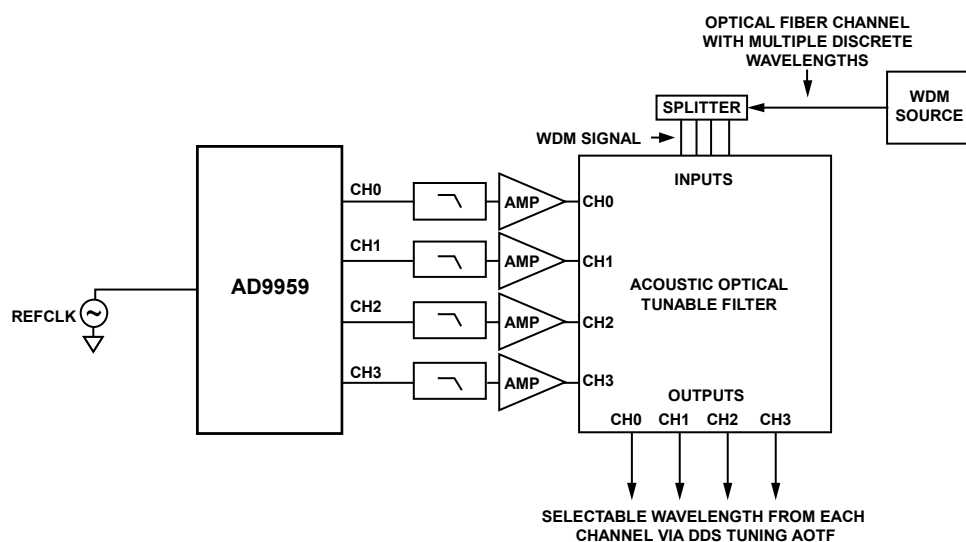 OPTICAL FIBER CHANNEL
WITH MULTIPLE DISCRETE
WAVELENGTHS
WDM
SOURCE
SPLITTER
WDM SIGNAL
INPUTS
CH0
AMP
CH0
CH1
AMP
CH1
AD9959
ACOUSTIC OPTICAL
TUNABLE FILTER
REFCLK
CH2
AMP
CH2
CH3
AMP
CH3
OUTPUTS
CH0 CH1 CH2 CH3
SELECTABLE WAVELENGTH FROM EACH
CHANNEL VIA DDS TUNING AOTF